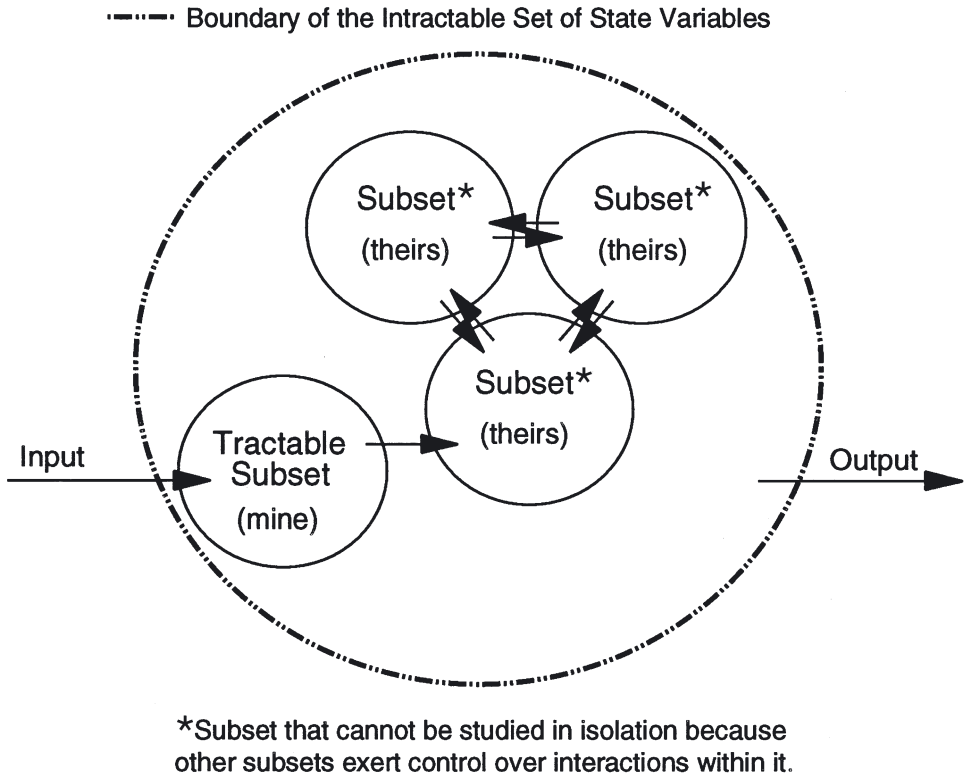 Boundary of the Intractable Set of State Variables
Subset*
(theirs)
Subset*
(theirs)
Subset*
(theirs)
Tractable
Subset
(mine)
Input
Output
*Subset that cannot be studied in isolation because
other subsets exert control over interactions within it.